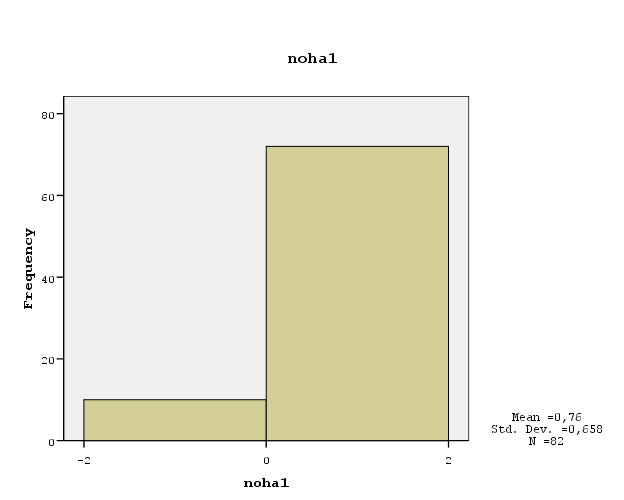 noha1
80
60
40
20
0
Frequency
-2
0
2
noha1
Mean =0,76
Std. Dev. =0,658
N =82